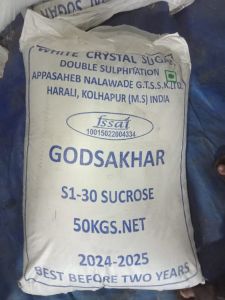 WHITE CRYSTAL SUGAR
DOUBLE SULPHITATION
APPASAHEB NALAWADE G.T.S.S.K.LTD.
HARALI, KOLHAPUR (M.S) INDIA
fssai
10015022004334
GODSAKHAR
S1-30 SUCROSE
50KGS.NET
2024-2025
BEST BEFORE TWO YEARS